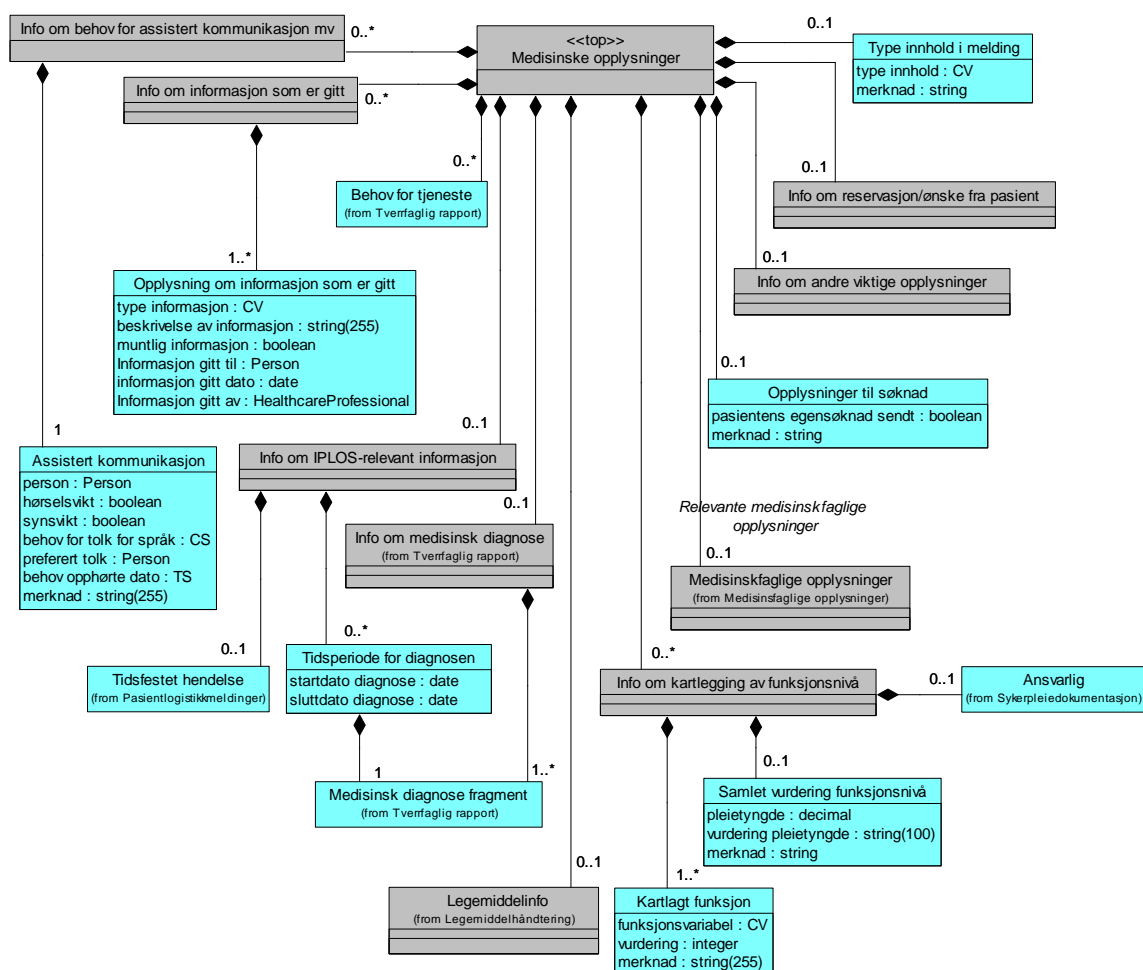 Info om behov for assistert kommunikasjon mv
0..*
<<top>>
Medisinske opplysninger
0..1
Type innhold i melding
type innhold : CV
merknad : string
Info om informasjon som er gitt
0..*
0..*
Behov for tjeneste
(from Tverrfaglig rapport)
0..1
Info om reservasjon/ønske fra pasient
1..*
Opplysning om informasjon som er gitt
type informasjon : CV
beskrivelse av informasjon : string(255)
muntlig informasjon : boolean
Informasjon gitt til : Person
informasjon gitt dato : date
Informasjon gitt av : HealthcareProfessional
0..1
Info om andre viktige opplysninger
0..1
Opplysninger til søknad
pasientens egensøknad sendt : boolean
merknad : string
1
Assistert kommunikasjon
person : Person
hørselsvikt : boolean
synsvikt : boolean
behov for tolk for språk : CS
preferert tolk : Person
behov opphørte dato : TS
merknad : string(255)
0..1
Info om IPLOS-relevant informasjon
0..1
Info om medisinsk diagnose
(from Tverrfaglig rapport)
Relevante medisinskfaglige
opplysninger
0..1
Medisinskfaglige opplysninger
(from Medisinsfaglige opplysninger)
0..1
Tidsfestet hendelse
(from Pasientlogistikkmeldinger)
0..*
Tidsperiode for diagnosen
startdato diagnose : date
sluttdato diagnose : date
0..*
Info om kartlegging av funksjonsnivå
0..1
Ansvarlig
(from Sykerpleiedokumentasjon)
1
1..*
Medisinsk diagnose fragment
(from Tverrfaglig rapport)
0..1
Samlet vurdering funksjonsnivå
pleietyngde : decimal
vurdering pleietyngde : string(100)
merknad : string
0..1
Legemiddelinfo
(from Legemiddelhåndtering)
1..*
Kartlagt funksjon
funksjonsvariabel : CV
vurdering : integer
merknad : string(255)